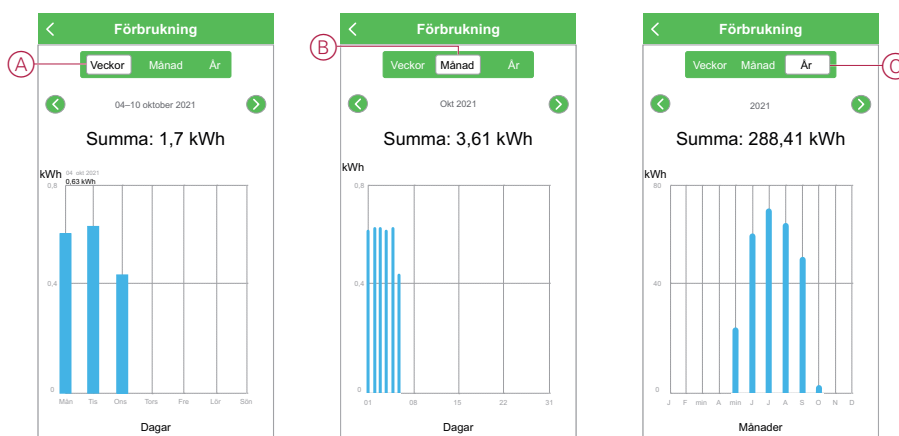 Förbrukning
A
Veckor Månad År
04–10 oktober 2021
Summa: 1,7 kWh
kWh
04 okt 2021
0,63 kWh
0,8
0,4
0
Mån Tis Ons Tors Fre Lör Sön
Dagar
Förbrukning
B
Veckor Månad År
Okt 2021
Summa: 3,61 kWh
kWh
0,8
0,4
0
01 08 15 22 31
Dagar
Förbrukning
Veckor Månad År
C
2021
Summa: 288,41 kWh
kWh
80
40
0
J F min A min J J A S O N D
Månader